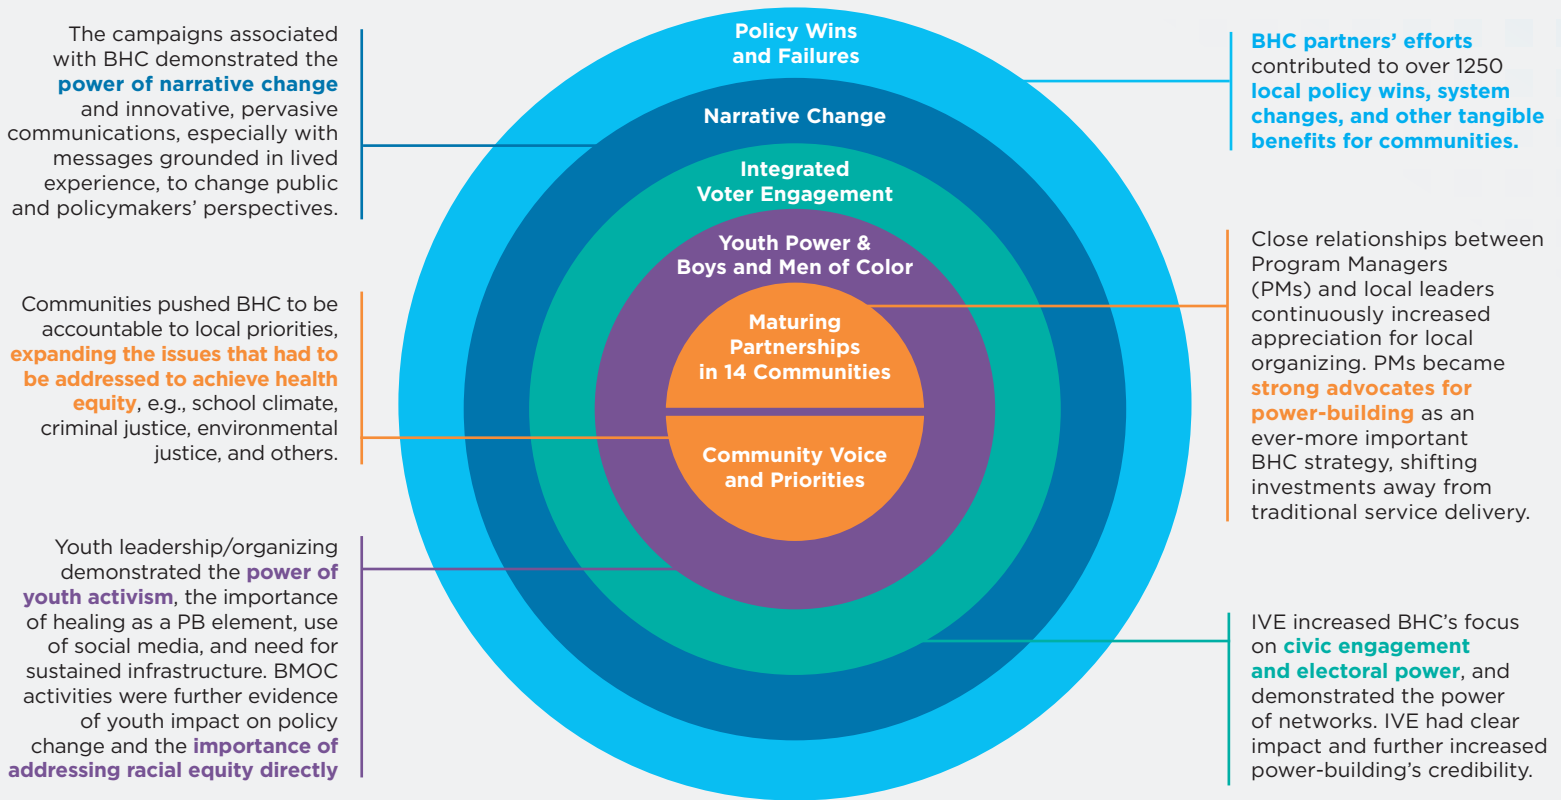 The campaigns associated
with BHC demonstrated the
power of narrative change
and innovative, pervasive
communications, especially with
messages grounded in lived
experience, to change public
and policymakers’ perspectives.
Communities pushed BHC to be
accountable to local priorities,
expanding the issues that had to
be addressed to achieve health
equity, e.g., school climate,
criminal justice, environmental
justice, and others.
Youth leadership/organizing
demonstrated the power of
youth activism, the importance
of healing as a PB element, use
of social media, and need for
sustained infrastructure. BMOC
activities were further evidence
of youth impact on policy
change and the importance of
addressing racial equity directly
Policy Wins
and Failures
Narrative Change
Integrated
Voter Engagement
Youth Power &
Boys and Men of Color
Maturing
Partnerships
in 14 Communities
Community Voice
and Priorities
BHC partners’ efforts
contributed to over 1250
local policy wins, system
changes, and other tangible
benefits for communities.
Close relationships between
Program Managers
(PMs) and local leaders
continuously increased
appreciation for local
organizing. PMs became
strong advocates for
power-building as an
ever-more important
BHC strategy, shifting
investments away from
traditional service delivery.
IVE increased BHC’s focus
on civic engagement
and electoral power, and
demonstrated the power
of networks. IVE had clear
impact and further increased
power-building’s credibility.